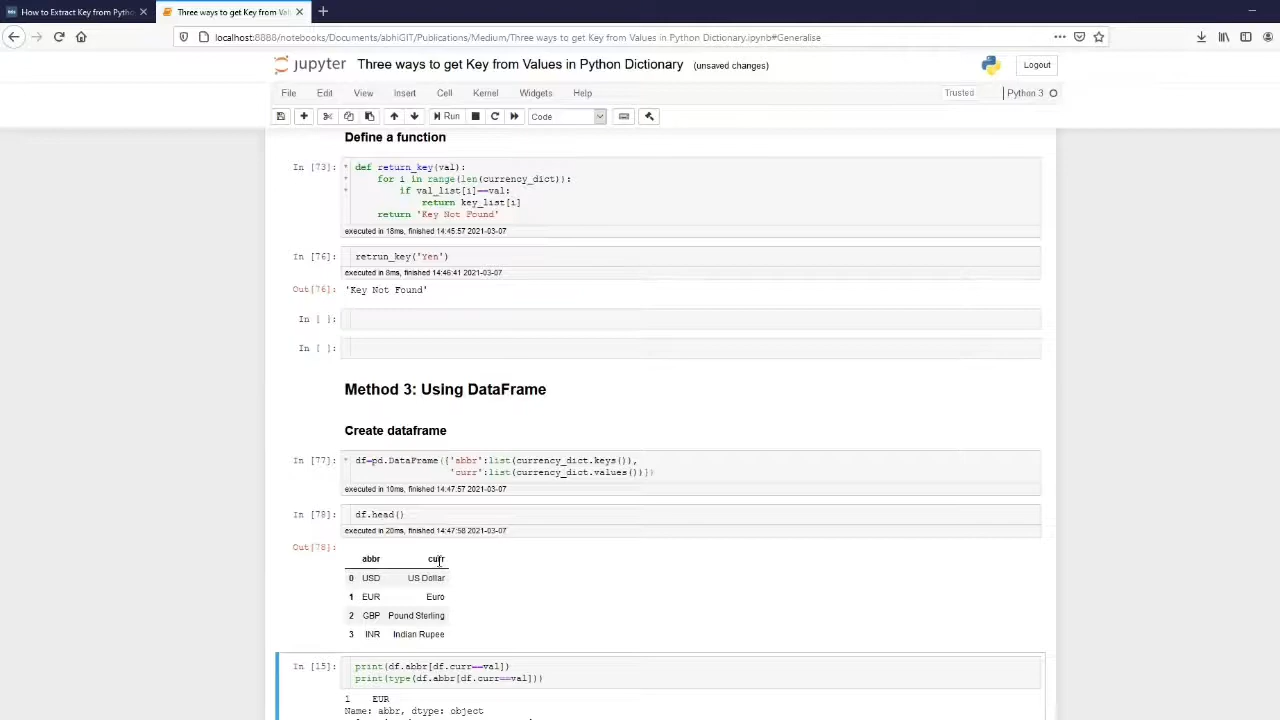 How to Extract Key from Pytho
Three ways to get Key from Val
localhost:8888/notebooks/Documents/abhiGIT/Publications/Medium/Three ways to get Key from Values in Python Dictionary.ipynb#Generalise
jupyter Three ways to get Key from Values in Python Dictionary (unsaved changes)
Logout
File Edit View Insert Cell Kernel Widgets Help
Trusted Python 3
Run Code
Define a function
In [73]: def return_key(val):
for i in range(len(currency_dict)):
if val_list[i]==val:
return key_list[i]
return 'Key Not Found'
executed in 18ms, finished 14:45:57 2021-03-07
In [76]: retrun_key('Yen')
executed in 8ms, finished 14:46:41 2021-03-07
Out[76]: 'Key Not Found'
In [ ]:
In [ ]:
Method 3: Using DataFrame
Create dataframe
In [77]: df=pd.DataFrame({'abbr':list(currency_dict.keys()),
'curr':list(currency_dict.values())})
executed in 10ms, finished 14:47:57 2021-03-07
In [78]: df.head()
executed in 20ms, finished 14:47:58 2021-03-07
Out[78]:
abbr curr
0 USD US Dollar
1 EUR Euro
2 GBP Pound Sterling
3 INR Indian Rupee
In [15]: print(df.abbr[df.curr==val])
print(type(df.abbr[df.curr==val]))
1 EUR
Name: abbr, dtype: object